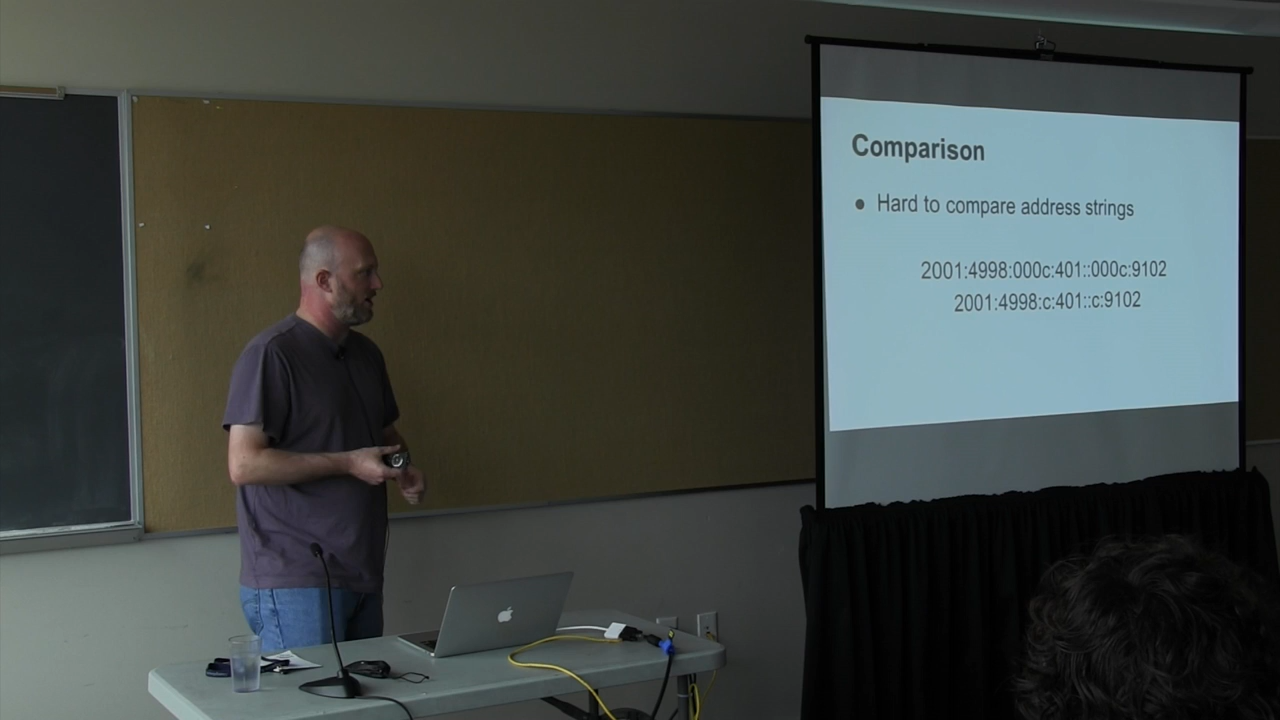 Comparison
● Hard to compare address strings
2001:4998:000c:401::000c:9102
2001:4998:c:401::c:9102